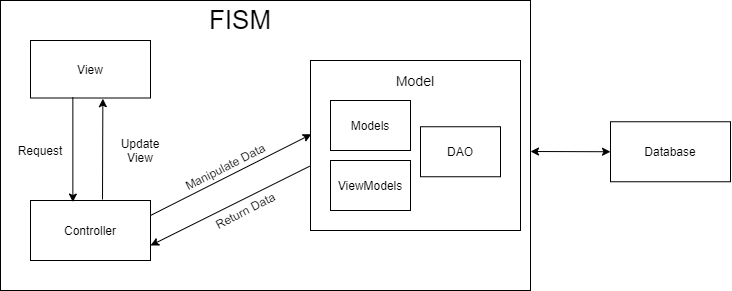 FISM
View
Model
Models
Request
Update
View
Manipulate Data
DAO
Database
ViewModels
Return Data
Controller